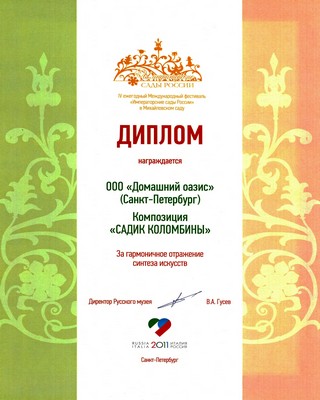 САДЫ РОССИИ
IV ежегодный Международный фестиваль
«Императорские сады России»
в Михайловском саду
ДИПЛОМ
награждается
ООО «Домашний оазис»
(Санкт-Петербург)
Композиция
«САДИК КОЛОМБИНЫ»
За гармоничное отражение
синтеза искусств
Директор Русского музея
В.А. Гусев
RUSSIA ITALIA 2011 ИТАЛИЯ РОССИЯ
Санкт-Петербург